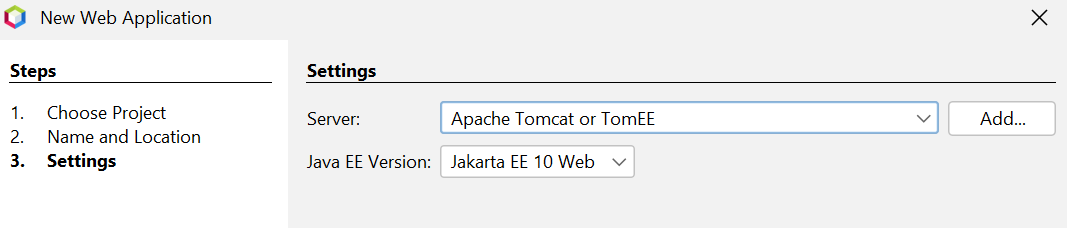 New Web Application
Steps
1. Choose Project
2. Name and Location
3. Settings
Settings
Server: Apache Tomcat or TomEE Add...
Java EE Version: Jakarta EE 10 Web